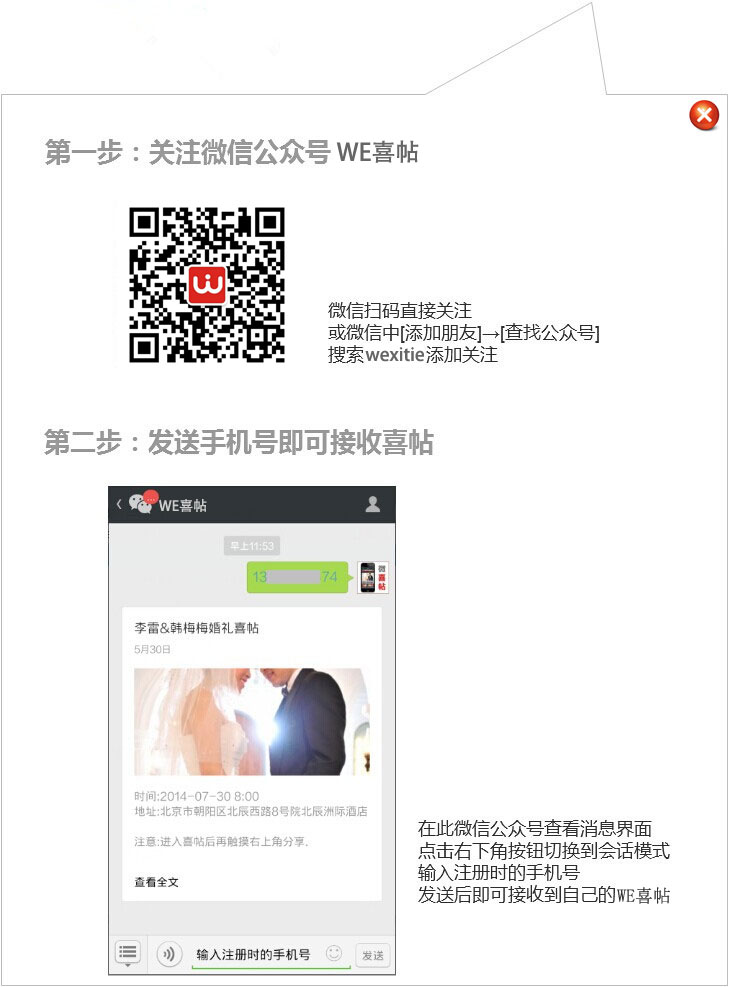 第一步：关注微信公众号 WE喜帖
微信扫码直接关注
或微信中[添加朋友]→[查找公众号]
搜索wexitie添加关注
第二步：发送手机号即可接收喜帖
WE喜帖
早上11:53
13 74
微
喜
帖
李雷&韩梅梅婚礼喜帖
5月30日
时间:2014-07-30 8:00
地址:北京市朝阳区北辰西路8号院北辰洲际酒店
注意:进入喜帖后再触摸右上角分享.
查看全文
在此微信公众号查看消息界面
点击右下角按钮切换到会话模式
输入注册时的手机号
发送后即可接收到自己的WE喜帖
输入注册时的手机号
发送